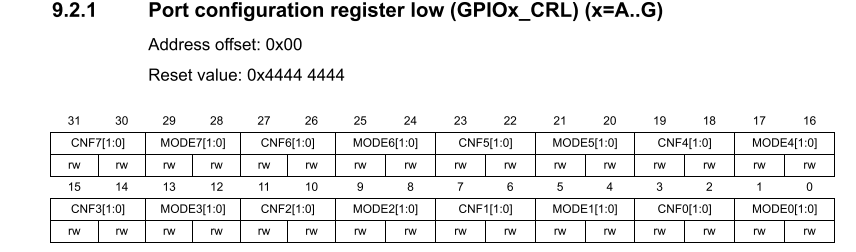 9.2.1 Port configuration register low (GPIOx_CRL) (x=A..G)
Address offset: 0x00
Reset value: 0x4444 4444
31 30 29 28 27 26 25 24 23 22 21 20 19 18 17 16
CNF7[1:0] MODE7[1:0] CNF6[1:0] MODE6[1:0] CNF5[1:0] MODE5[1:0] CNF4[1:0] MODE4[1:0]
rw rw rw rw rw rw rw rw rw rw rw rw rw rw rw rw
15 14 13 12 11 10 9 8 7 6 5 4 3 2 1 0
CNF3[1:0] MODE3[1:0] CNF2[1:0] MODE2[1:0] CNF1[1:0] MODE1[1:0] CNF0[1:0] MODE0[1:0]
rw rw rw rw rw rw rw rw rw rw rw rw rw rw rw rw